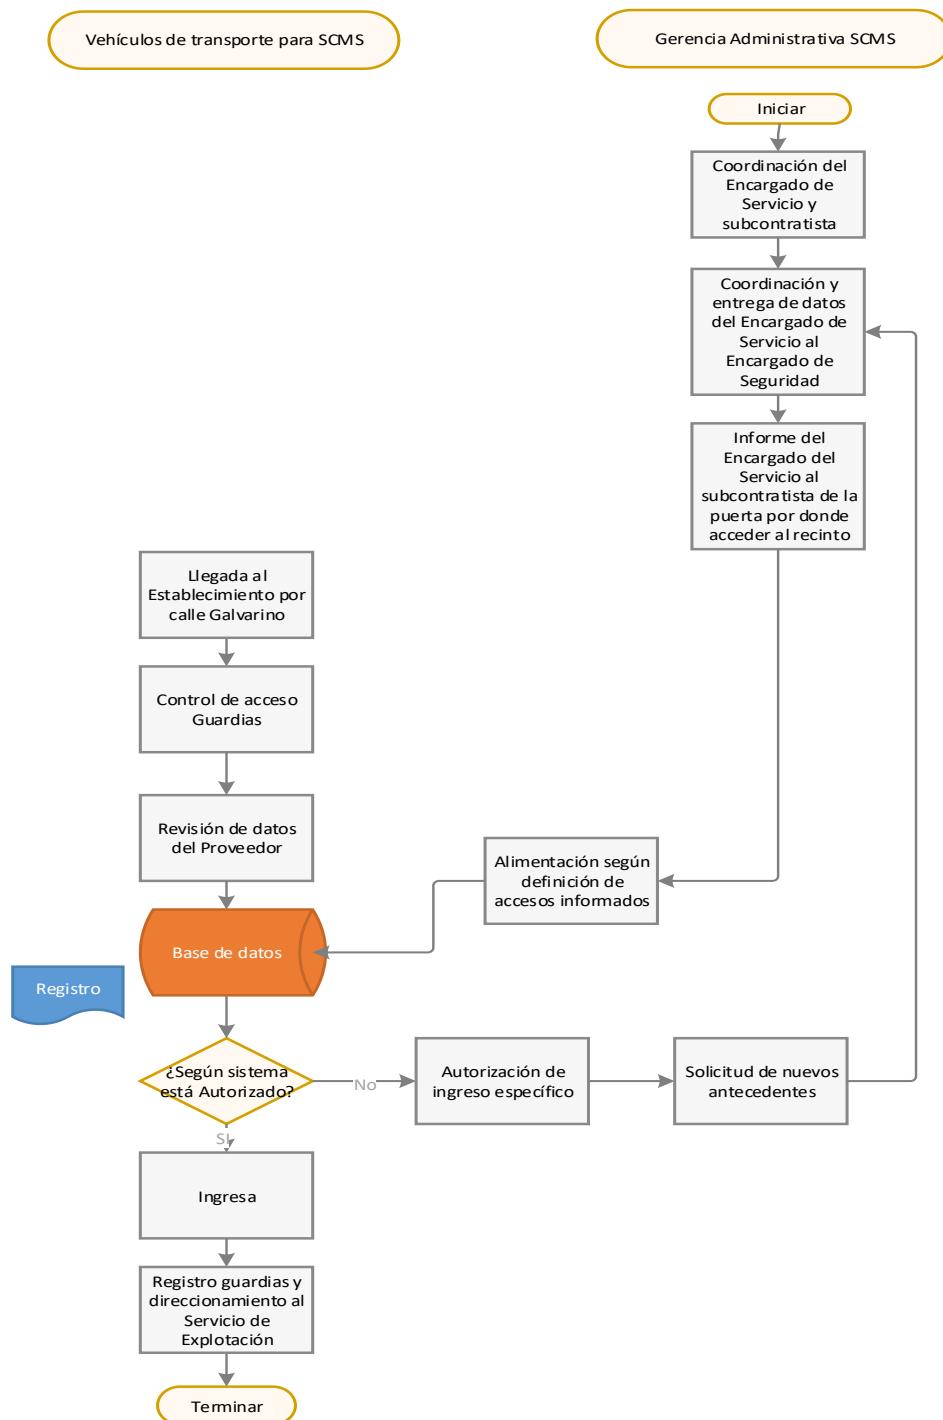 Vehículos de transporte para SCMS
Gerencia Administrativa SCMS
Iniciar
Coordinación del
Encargado de
Servicio y
subcontratista
Coordinación y
entrega de datos
del Encargado de
Servicio al
Encargado de
Seguridad
Informe del
Encargado del
Servicio al
subcontratista de la
puerta por donde
acceder al recinto
Llegada al
Establecimiento por
calle Galvarino
Control de acceso
Guardias
Revisión de datos
del Proveedor
Alimentación según
definición de
accesos informados
Base de datos
Registro
¿Según sistema
está Autorizado?
No
Autorización de
ingreso específico
Solicitud de nuevos
antecedentes
SI
Ingresa
Registro guardias y
direccionamiento al
Servicio de
Explotación
Terminar